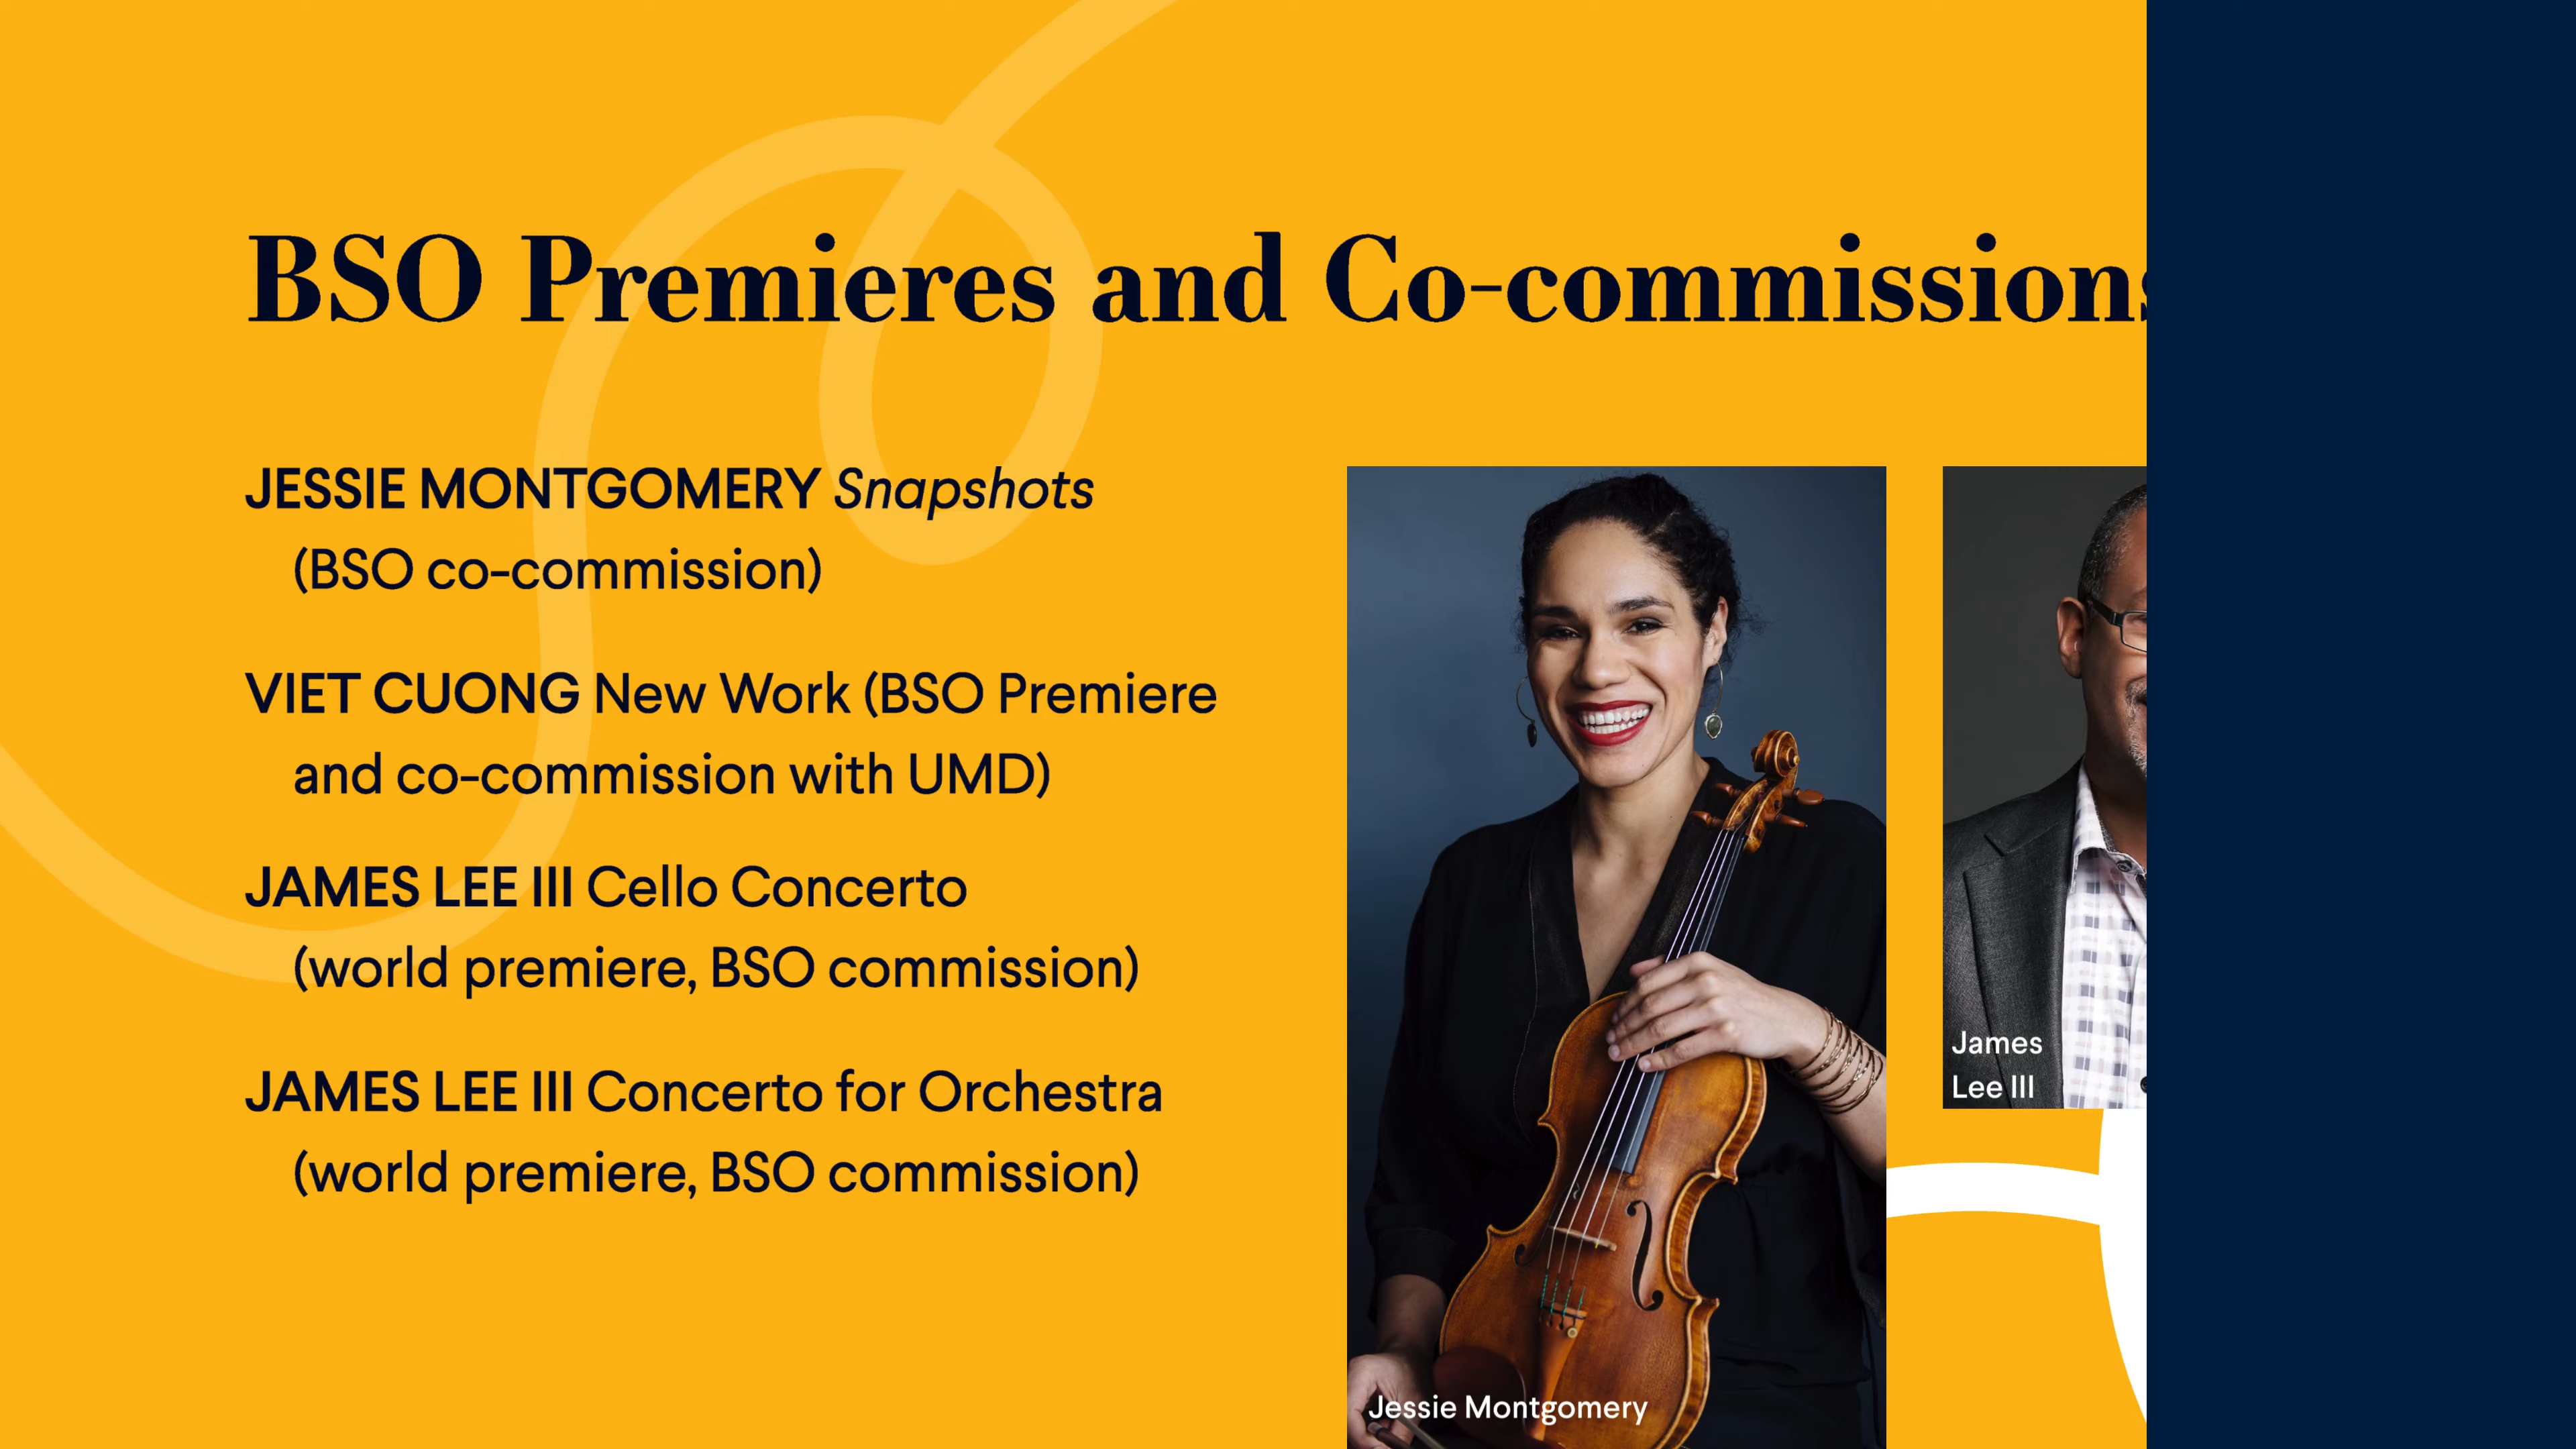 BSO Premieres and Co-commissions
JESSIE MONTGOMERY Snapshots
(BSO co-commission)
VIET CUONG New Work (BSO Premiere
and co-commission with UMD)
JAMES LEE III Cello Concerto
(world premiere, BSO commission)
JAMES LEE III Concerto for Orchestra
(world premiere, BSO commission)
Jessie Montgomery
James
Lee III